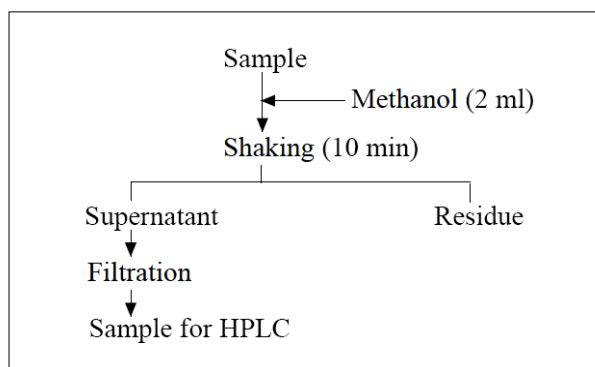 Sample
Methanol (2 ml)
Shaking (10 min)
Supernatant
Residue
Filtration
Sample for HPLC